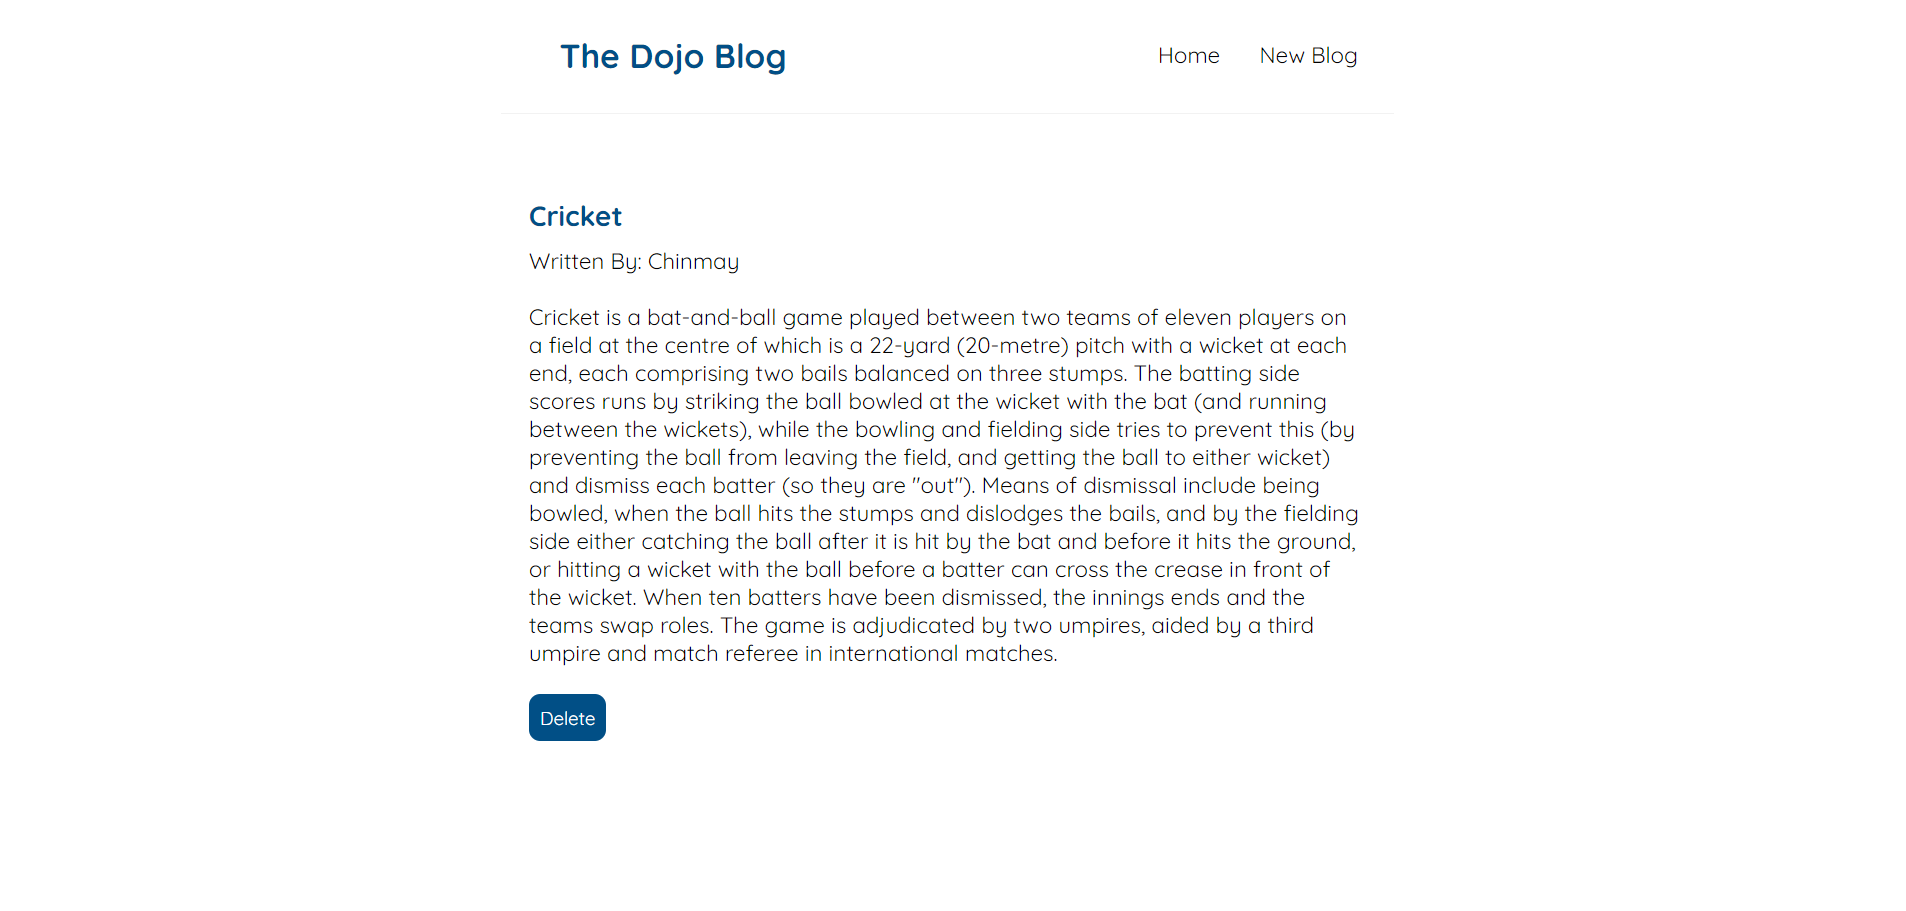 The Dojo Blog
Home
New Blog
Cricket
Written By: Chinmay
Cricket is a bat-and-ball game played between two teams of eleven players on
a field at the centre of which is a 22-yard (20-metre) pitch with a wicket at each
end, each comprising two bails balanced on three stumps. The batting side
scores runs by striking the ball bowled at the wicket with the bat (and running
between the wickets), while the bowling and fielding side tries to prevent this (by
preventing the ball from leaving the field, and getting the ball to either wicket)
and dismiss each batter (so they are "out"). Means of dismissal include being
bowled, when the ball hits the stumps and dislodges the bails, and by the fielding
side either catching the ball after it is hit by the bat and before it hits the ground,
or hitting a wicket with the ball before a batter can cross the crease in front of
the wicket. When ten batters have been dismissed, the innings ends and the
teams swap roles. The game is adjudicated by two umpires, aided by a third
umpire and match referee in international matches.
Delete